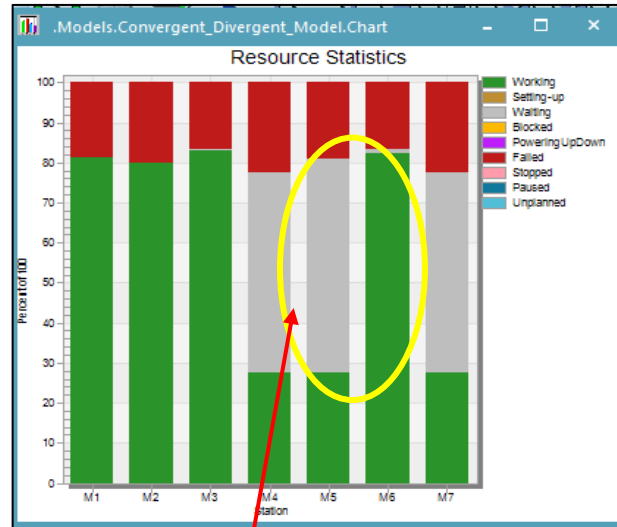 .Models.Convergent_Divergent_Model.Chart
Resource Statistics
100
90
80
70
60
50
40
30
20
10
0
Percent of 100
M1 M2 M3 M4 M5 M6 M7
Station
Working
Setting-up
Waiting
Blocked
PoweringUpDown
Failed
Stopped
Paused
Unplanned